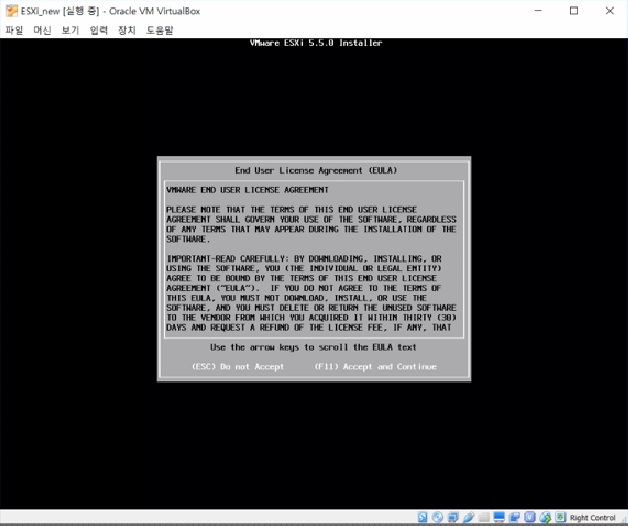 ESXi_new [실행 중] - Oracle VM VirtualBox
파일 머신 보기 입력 장치 도움말
VMware ESXi 5.5.0 Installer
End User License Agreement (EULA)
VMWARE END USER LICENSE AGREEMENT
PLEASE NOTE THAT THE TERMS OF THIS END USER LICENSE
AGREEMENT SHALL GOVERN YOUR USE OF THE SOFTWARE, REGARDLESS
OF ANY TERMS THAT MAY APPEAR DURING THE INSTALLATION OF THE
SOFTWARE.
IMPORTANT-READ CAREFULLY: BY DOWNLOADING, INSTALLING, OR
USING THE SOFTWARE, YOU (THE INDIVIDUAL OR LEGAL ENTITY)
AGREE TO BE BOUND BY THE TERMS OF THIS END USER LICENSE
AGREEMENT ("EULA"). IF YOU DO NOT AGREE TO THE TERMS OF
THIS EULA, YOU MUST NOT DOWNLOAD, INSTALL, OR USE THE
SOFTWARE, AND YOU MUST DELETE OR RETURN THE UNUSED SOFTWARE
TO THE VENDOR FROM WHICH YOU ACQUIRED IT WITHIN THIRTY (30)
DAYS AND REQUEST A REFUND OF THE LICENSE FEE, IF ANY, THAT
Use the arrow keys to scroll the EULA text
(ESC) Do not Accept (F11) Accept and Continue
Right Control